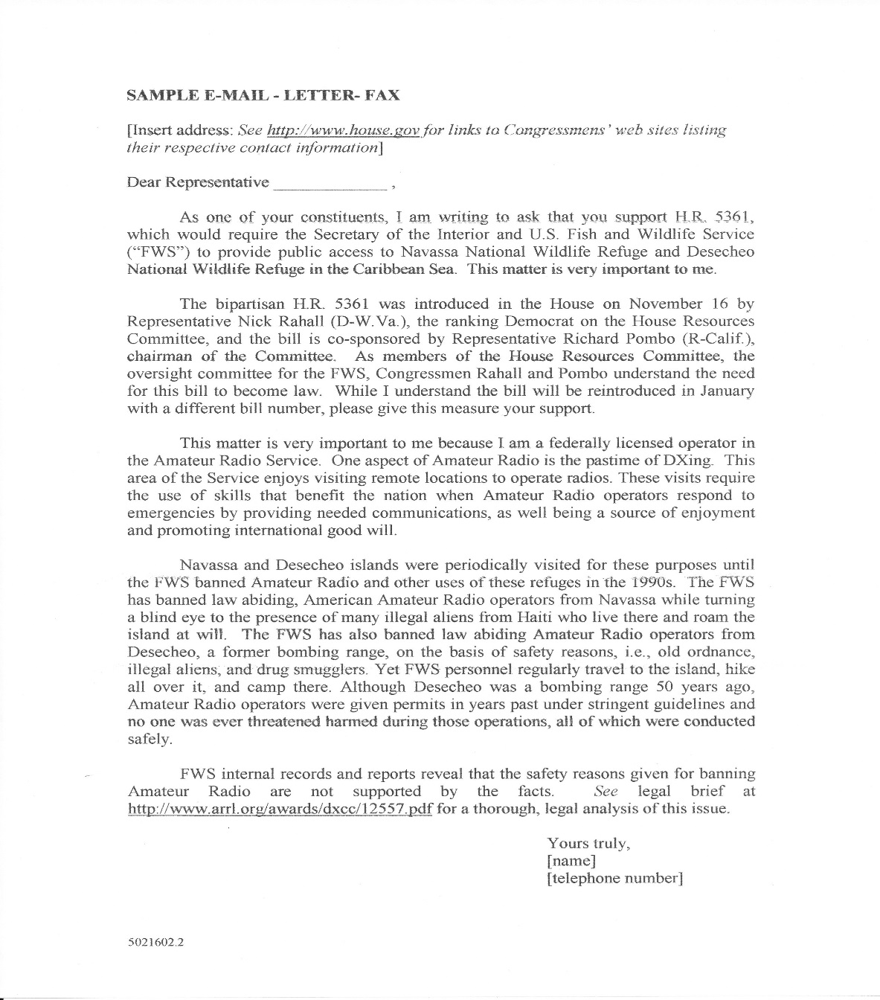 SAMPLE E-MAIL - LETTER- FAX
[Insert address: See http://www.house.gov for links to Congressmens' web sites listing
their respective contact information]
Dear Representative ______________ ,
As one of your constituents, I am writing to ask that you support H.R. 5361,
which would require the Secretary of the Interior and U.S. Fish and Wildlife Service
("FWS") to provide public access to Navassa National Wildlife Refuge and Desecheo
National Wildlife Refuge in the Caribbean Sea. This matter is very important to me.
The bipartisan H.R. 5361 was introduced in the House on November 16 by
Representative Nick Rahall (D-W.Va.), the ranking Democrat on the House Resources
Committee, and the bill is co-sponsored by Representative Richard Pombo (R-Calif.),
chairman of the Committee. As members of the House Resources Committee, the
oversight committee for the FWS, Congressmen Rahall and Pombo understand the need
for this bill to become law. While I understand the bill will be reintroduced in January
with a different bill number, please give this measure your support.
This matter is very important to me because I am a federally licensed operator in
the Amateur Radio Service. One aspect of Amateur Radio is the pastime of DXing. This
area of the Service enjoys visiting remote locations to operate radios. These visits require
the use of skills that benefit the nation when Amateur Radio operators respond to
emergencies by providing needed communications, as well being a source of enjoyment
and promoting international good will.
Navassa and Desecheo islands were periodically visited for these purposes until
the FWS banned Amateur Radio and other uses of these refuges in the 1990s. The FWS
has banned law abiding, American Amateur Radio operators from Navassa while turning
a blind eye to the presence of many illegal aliens from Haiti who live there and roam the
island at will. The FWS has also banned law abiding Amateur Radio operators from
Desecheo, a former bombing range, on the basis of safety reasons, i.e., old ordnance,
illegal aliens, and drug smugglers. Yet FWS personnel regularly travel to the island, hike
all over it, and camp there. Although Desecheo was a bombing range 50 years ago,
Amateur Radio operators were given permits in years past under stringent guidelines and
no one was ever threatened harmed during those operations, all of which were conducted
safely.
FWS internal records and reports reveal that the safety reasons given for banning
Amateur Radio are not supported by the facts. See legal brief at
http://www.arrl.org/awards/dxcc/12557.pdf for a thorough, legal analysis of this issue.
Yours truly,
[name]
[telephone number]
5021602.2